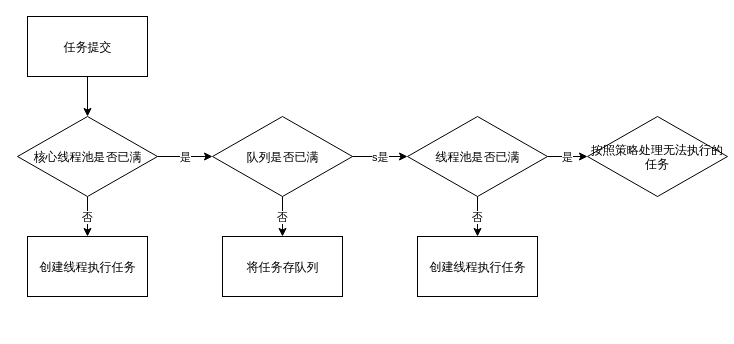 任务提交
核心线程池是否已满
是
队列是否已满
s是
线程池是否已满
是
按照策略处理无法执行的
任务
否
否
否
创建线程执行任务
将任务存队列
创建线程执行任务